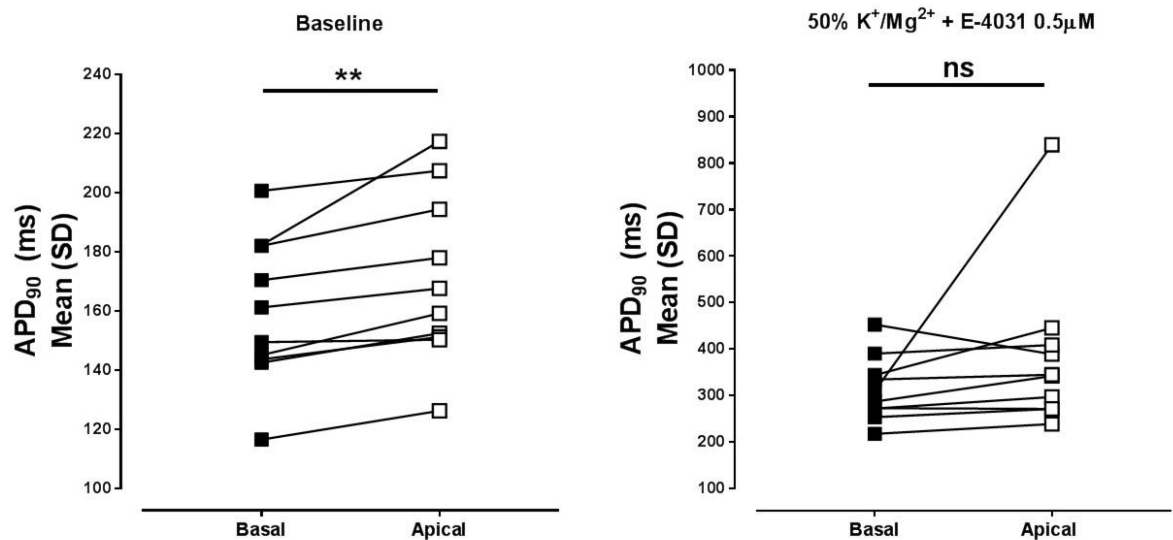 Baseline
**
240
220
200
180
160
140
120
100
APD₉₀ (ms)
Mean (SD)
Basal
Apical
50% K⁺/Mg²⁺ + E-4031 0.5µM
ns
1000
900
800
700
600
500
400
300
200
100
APD₉₀ (ms)
Mean (SD)
Basal
Apical